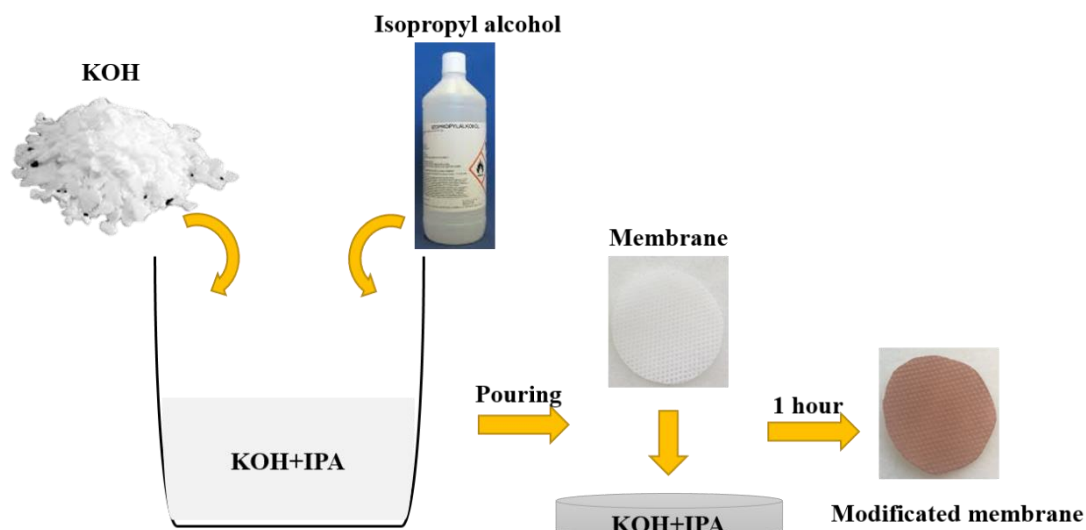 Isopropyl alcohol
KOH
Membrane
Pouring
1 hour
KOH+IPA
KOH+IPA
Modificated membrane